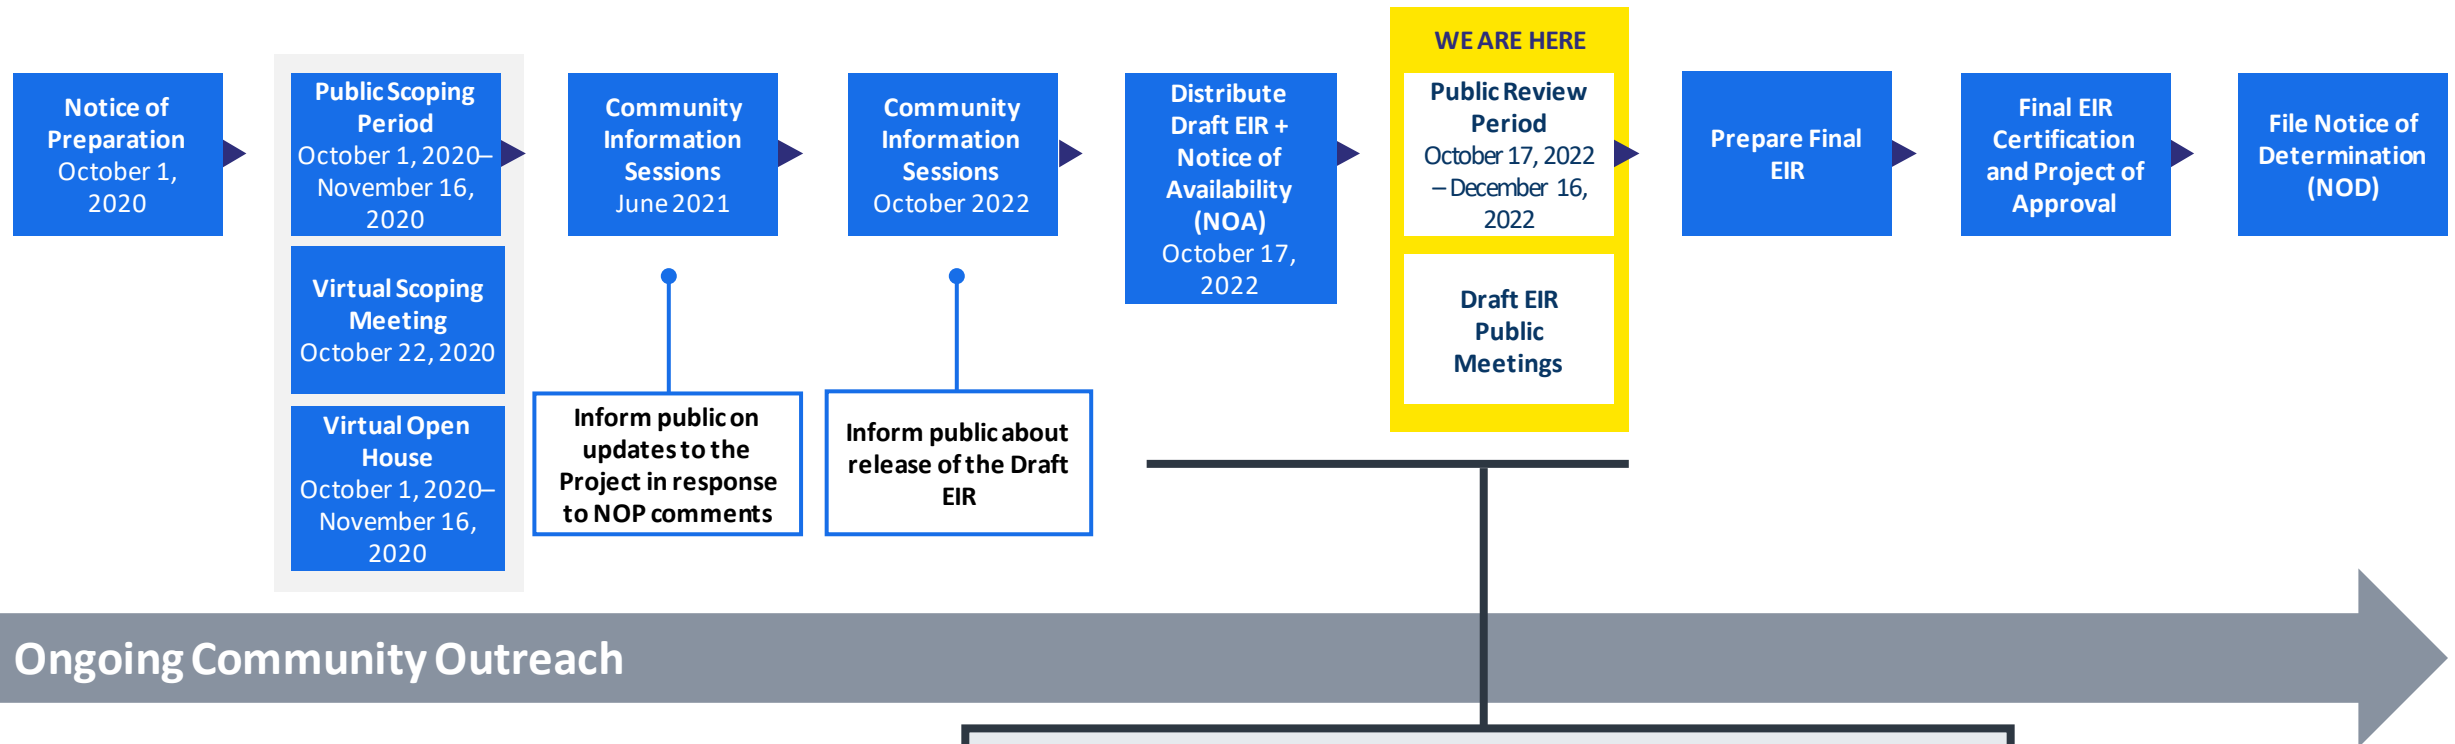 Notice of
Preparation
October 1,
2020
Public Scoping
Period
October 1, 2020–
November 16,
2020
Virtual Scoping
Meeting
October 22, 2020
Virtual Open
House
October 1, 2020–
November 16,
2020
Community
Information
Sessions
June 2021
Inform public on
updates to the
Project in response
to NOP comments
Community
Information
Sessions
October 2022
Inform public about
release of the Draft
EIR
Distribute
Draft EIR +
Notice of
Availability
(NOA)
October 17,
2022
WE ARE HERE
Public Review
Period
October 17, 2022
– December 16,
2022
Draft EIR
Public
Meetings
Prepare Final
EIR
Final EIR
Certification
and Project of
Approval
File Notice of
Determination
(NOD)
Ongoing Community Outreach